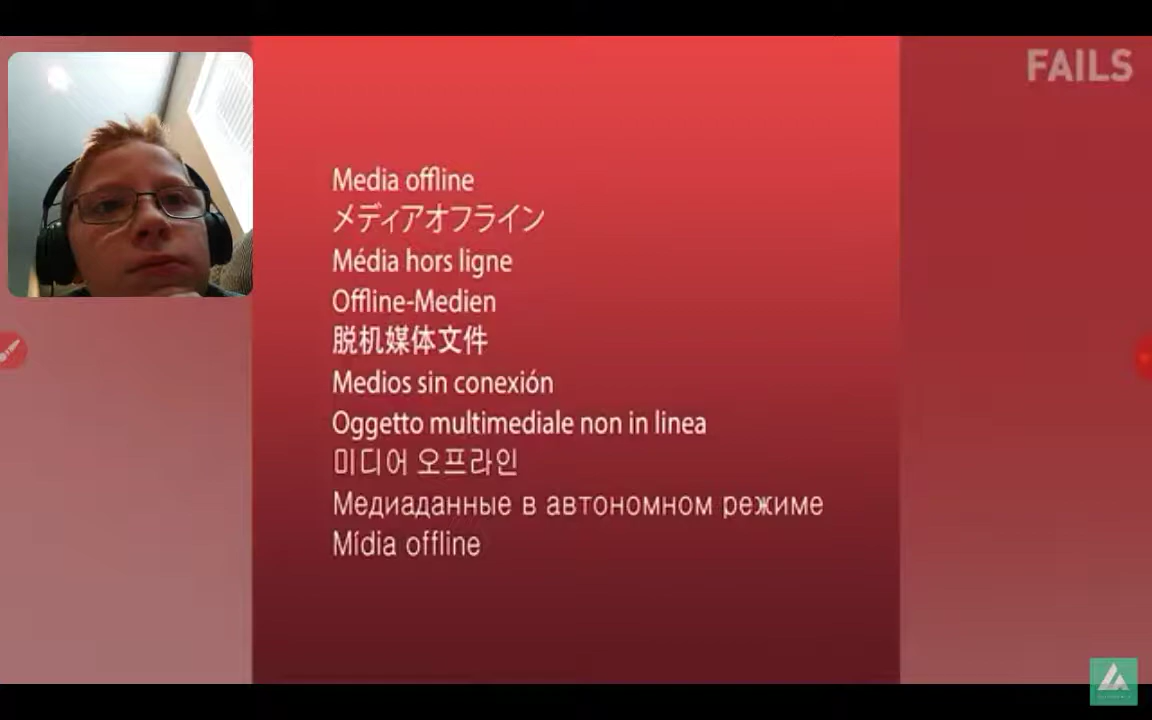 FAILS
Media offline
メディアオフライン
Média hors ligne
Offline-Medien
脱机媒体文件
Medios sin conexión
Oggetto multimediale non in linea
미디어 오프라인
Медиаданные в автономном режиме
Mídia offline